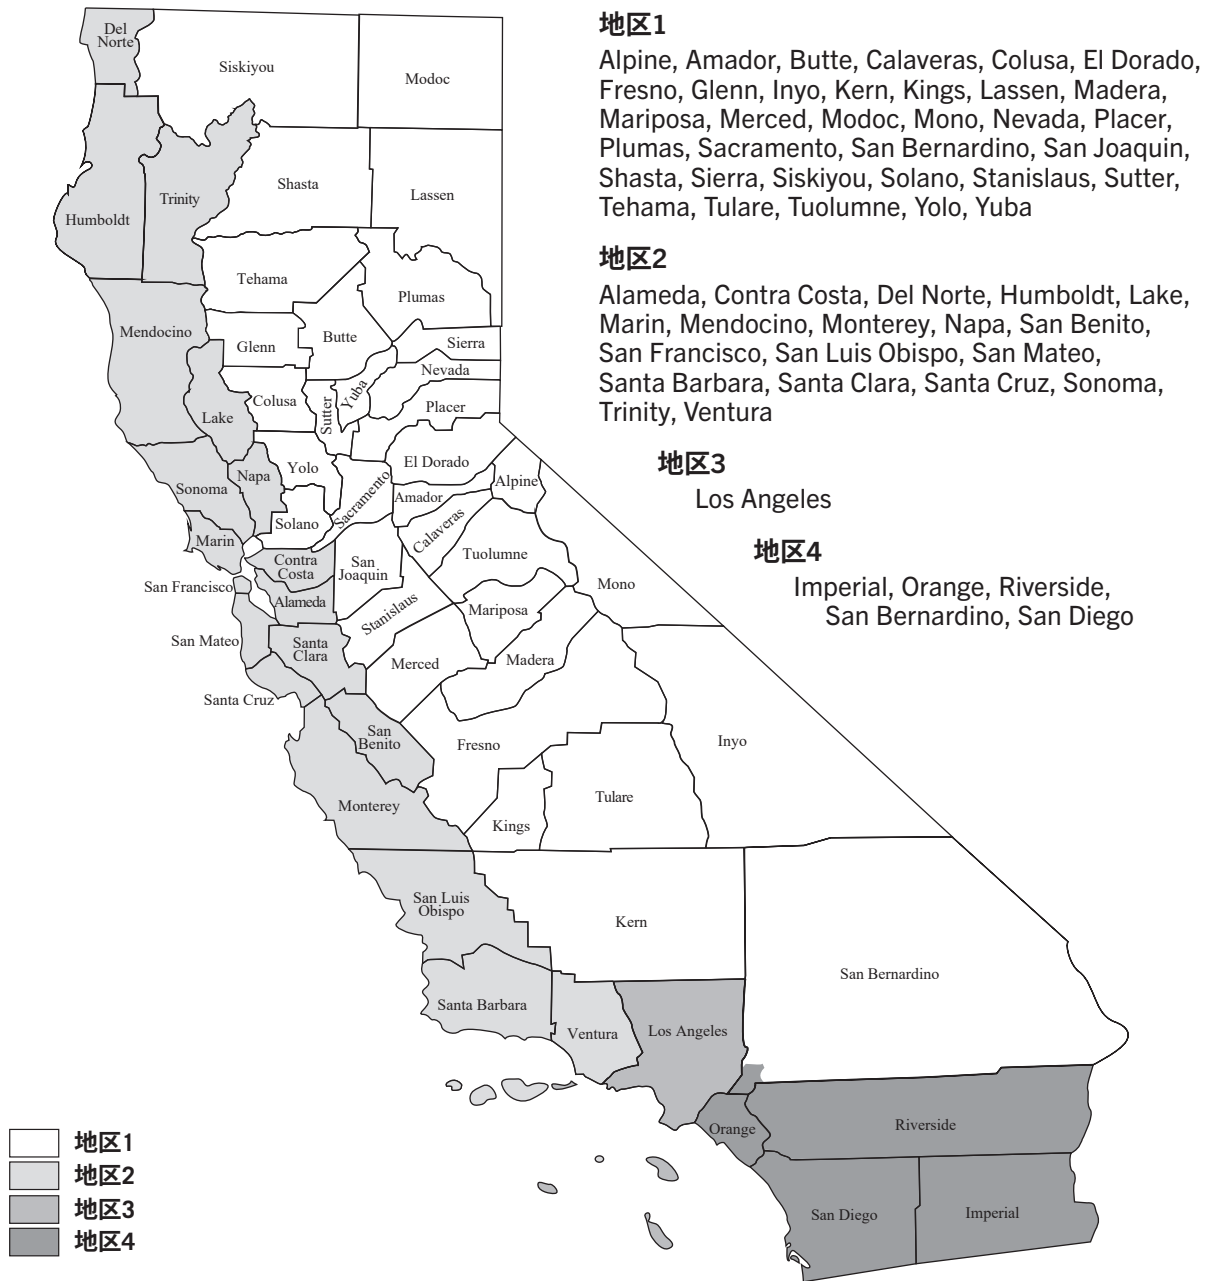 地区1
Alpine, Amador, Butte, Calaveras, Colusa, El Dorado,
Fresno, Glenn, Inyo, Kern, Kings, Lassen, Madera,
Mariposa, Merced, Modoc, Mono, Nevada, Placer,
Plumas, Sacramento, San Bernardino, San Joaquin,
Shasta, Sierra, Siskiyou, Solano, Stanislaus, Sutter,
Tehama, Tulare, Tuolumne, Yolo, Yuba
地区2
Alameda, Contra Costa, Del Norte, Humboldt, Lake,
Marin, Mendocino, Monterey, Napa, San Benito,
San Francisco, San Luis Obispo, San Mateo,
Santa Barbara, Santa Clara, Santa Cruz, Sonoma,
Trinity, Ventura
地区3
Los Angeles
地区4
Imperial, Orange, Riverside,
San Bernardino, San Diego
Del
Norte
Siskiyou
Modoc
Shasta
Lassen
Trinity
Humboldt
Tehama
Plumas
Mendocino
Butte
Glenn
Sierra
Nevada
Yuba
Colusa
Sutter
Placer
Lake
El Dorado
Yolo
Napa
Alpine
Sonoma
Sacramento
Amador
Solano
Calaveras
Marin
Tuolumne
Contra
Costa
San
Joaquin
Mono
San Francisco
Alameda
Stanislaus
Mariposa
San Mateo
Santa
Clara
Merced
Madera
Santa Cruz
San
Benito
Fresno
Inyo
Tulare
Monterey
Kings
San Luis
Obispo
Kern
San Bernardino
Santa Barbara
Ventura
Los Angeles
Orange
Riverside
San Diego
Imperial
地区1
地区2
地区3
地区4